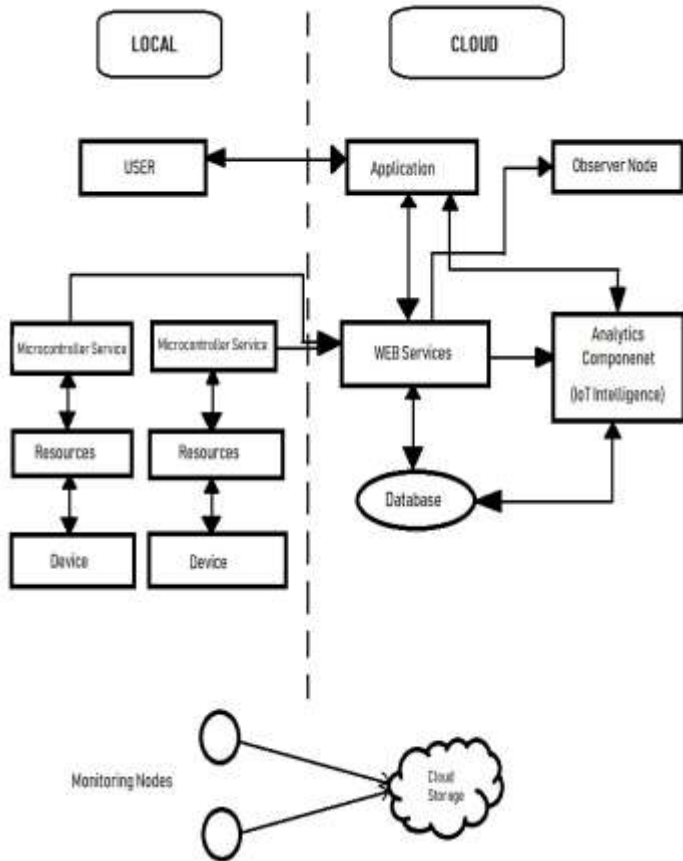 LOCAL
CLOUD
USER
Application
Observer Node
Microcontroller Service
Microcontroller Service
WEB Services
Analytics
Componenet
(IoT Intelligence)
Resources
Resources
Database
Device
Device
Monitoring Nodes
Cloud
Storage